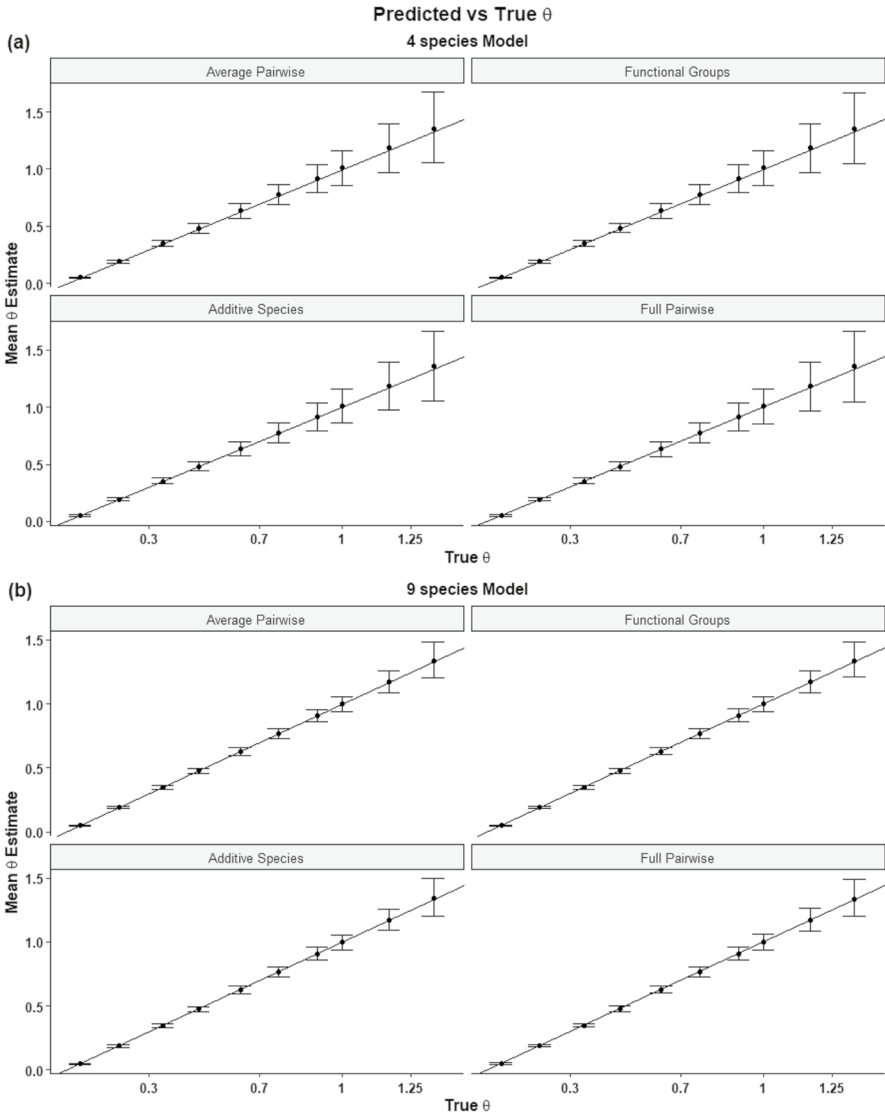 Predicted vs True θ
(a)
4 species Model
Average Pairwise
Functional Groups
1.5
1.0
0.5
0.0
Additive Species
Full Pairwise
1.5
1.0
0.5
0.0
Mean θ Estimate
0.3 0.7 1 1.25
0.3 0.7 1 1.25
True θ
True θ
(b)
9 species Model
Average Pairwise
Functional Groups
1.5
1.0
0.5
0.0
Additive Species
Full Pairwise
1.5
1.0
0.5
0.0
Mean θ Estimate
0.3 0.7 1 1.25
0.3 0.7 1 1.25
True θ
True θ